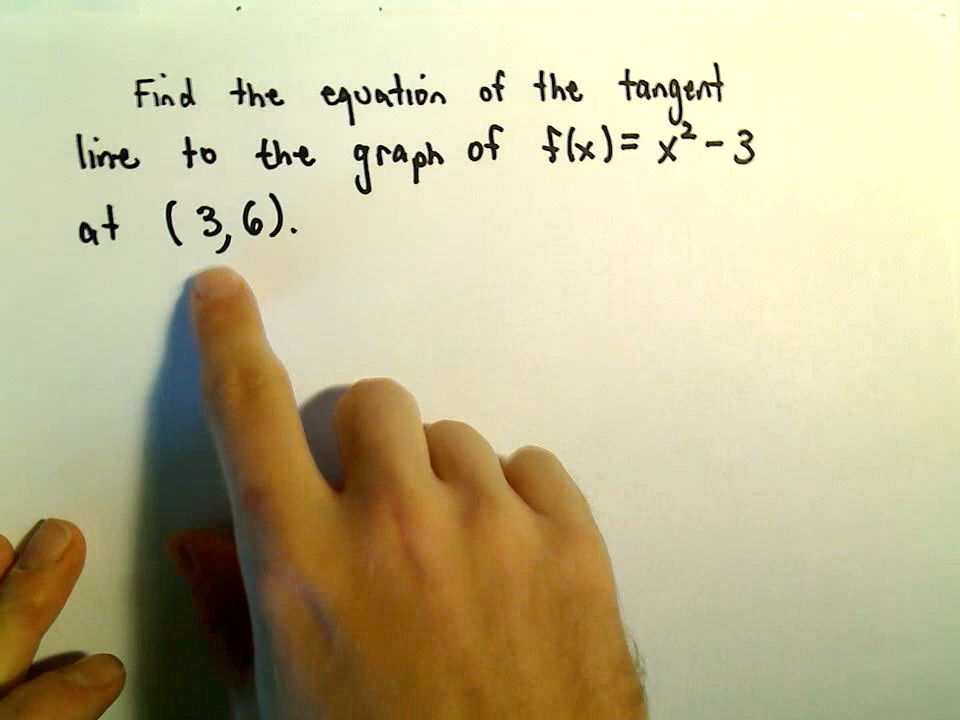 Find the equation of the tangent
line to the graph of f(x) = x² - 3
at (3,6).